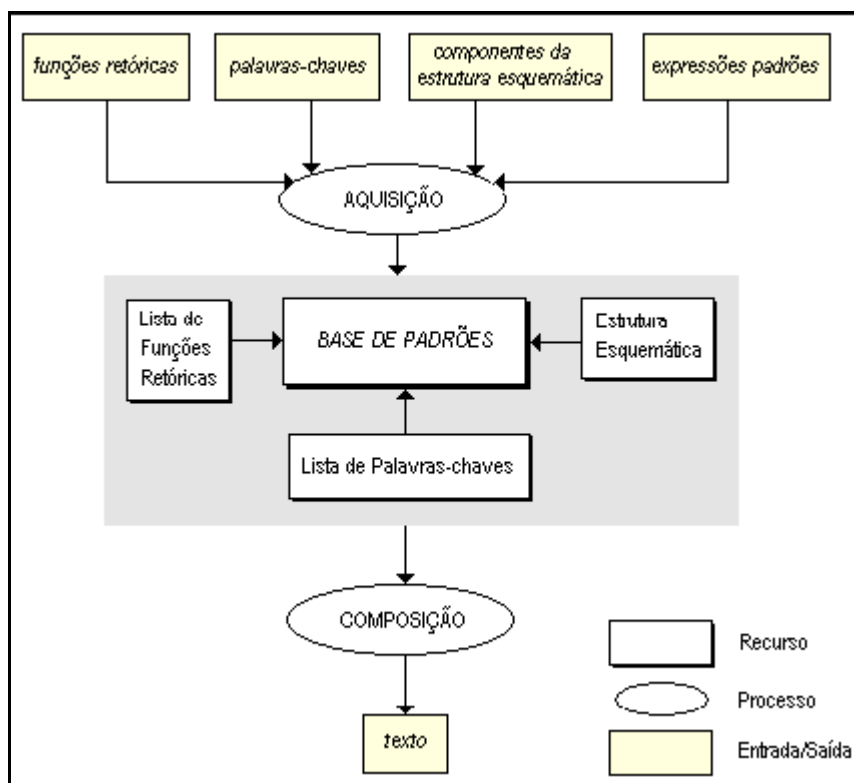 funções retóricas
palavras-chaves
componentes da
estrutura esquemática
expressões padrões
AQUISIÇÃO
Lista de
Funções
Retóricas
BASE DE PADRÕES
Estrutura
Esquemática
Lista de Palavras-chaves
COMPOSIÇÃO
texto
Recurso
Processo
Entrada/Saída